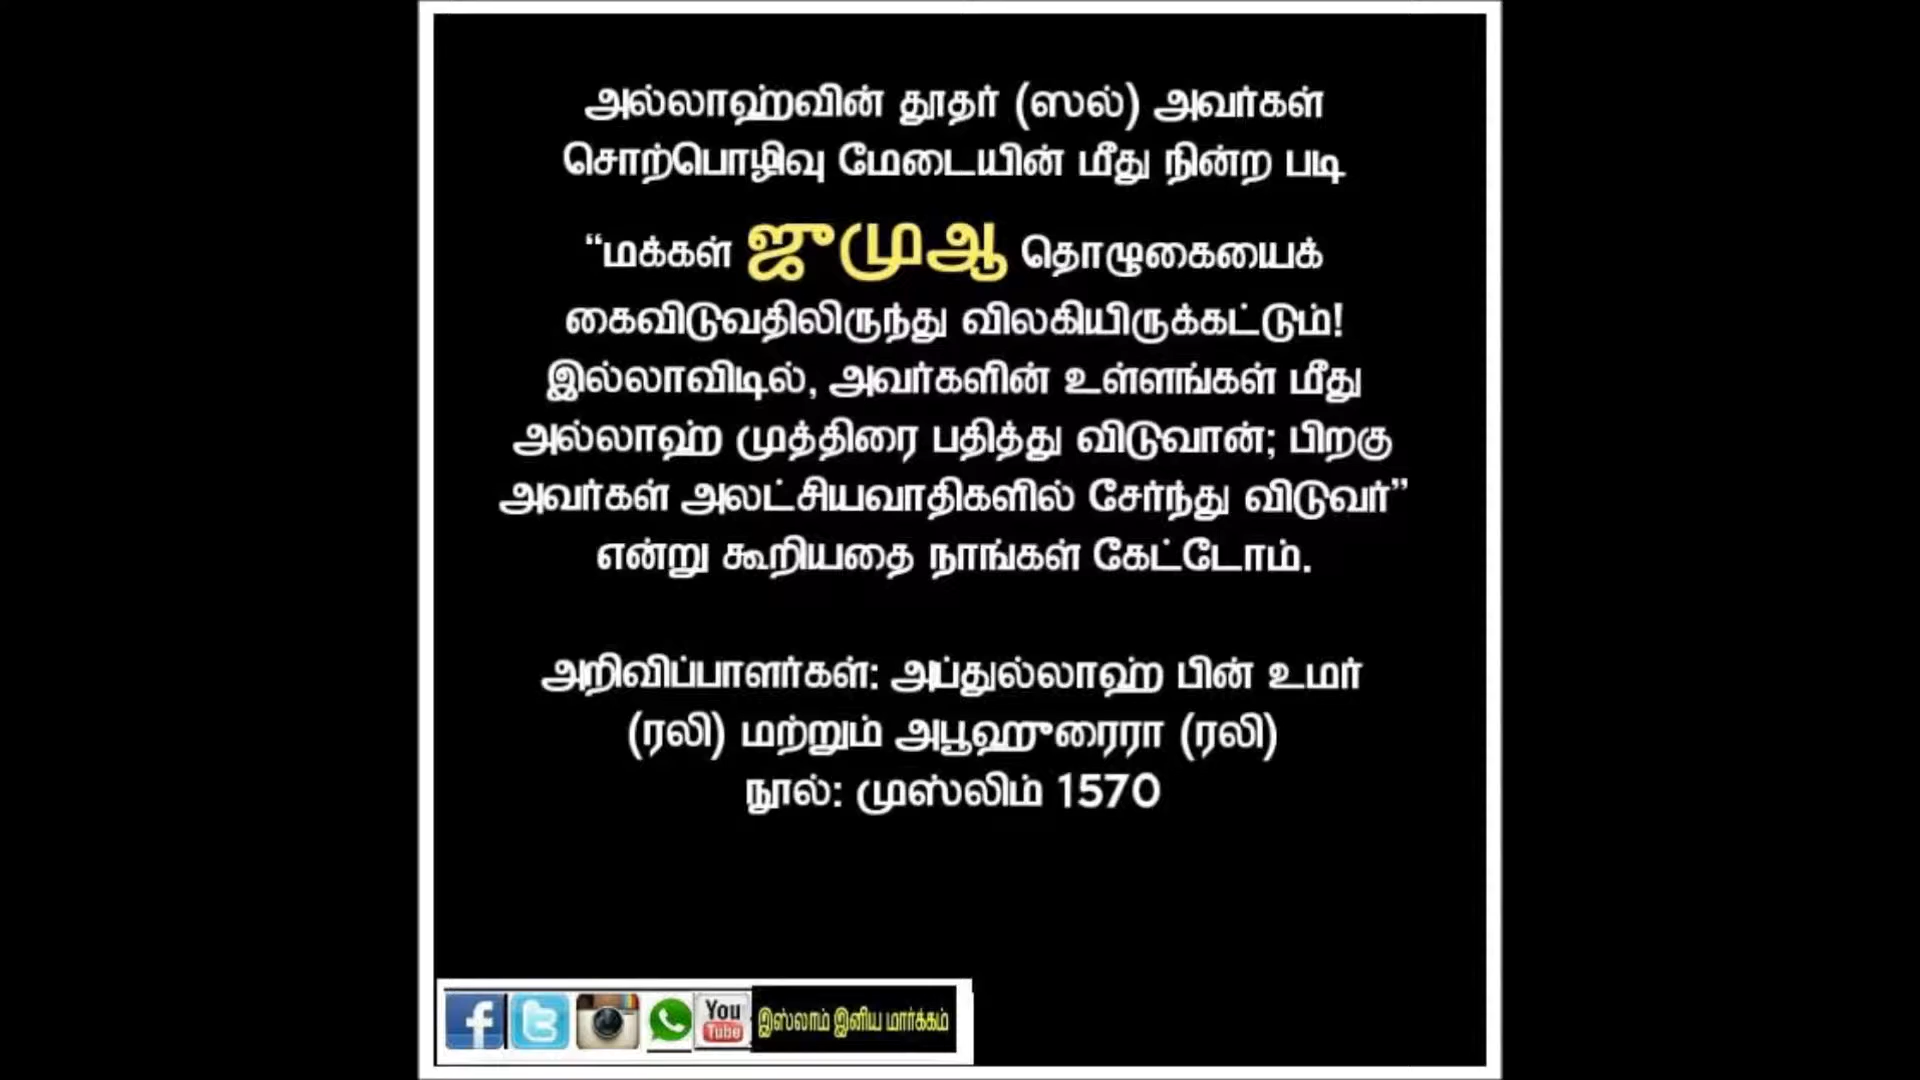 அல்லாஹ்வின் தூதர் (ஸல்) அவர்கள்
சொற்பொழிவு மேடையின் மீது நின்ற படி
“மக்கள் ஜுமுஆ தொழுகையைக்
கைவிடுவதிலிருந்து விலகியிருக்கட்டும்!
இல்லாவிடில், அவர்களின் உள்ளங்கள் மீது
அல்லாஹ் முத்திரை பதித்து விடுவான்; பிறகு
அவர்கள் அலட்சியவாதிகளில் சேர்ந்து விடுவர்”
என்று கூறியதை நாங்கள் கேட்டோம்.
அறிவிப்பாளர்கள்: அப்துல்லாஹ் பின் உமர்
(ரலி) மற்றும் அபூஹுரைரா (ரலி)
நூல்: முஸ்லிம் 1570
You Tube இஸ்லாம் இனிய மார்க்கம்